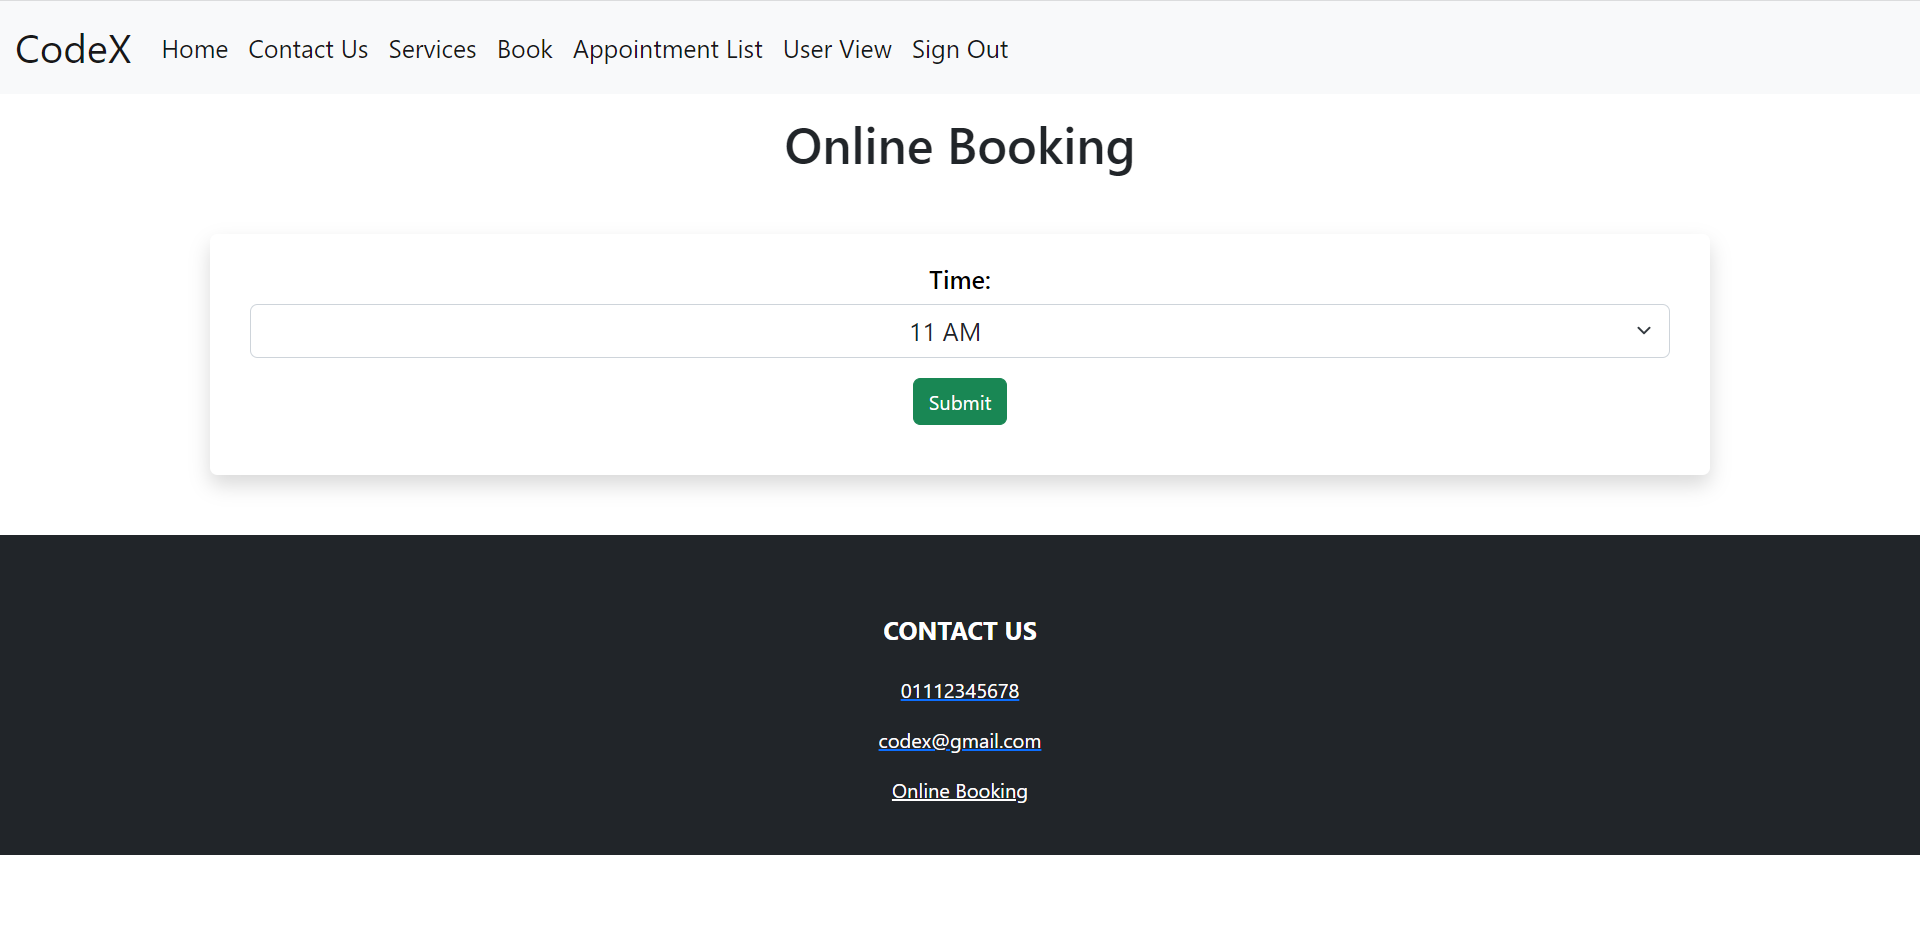 CodeX Home Contact Us Services Book Appointment List User View Sign Out
Online Booking
Time:
11 AM
Submit
CONTACT US
01112345678
codex@gmail.com
Online Booking